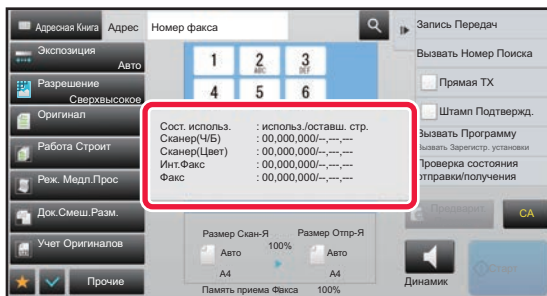 Адресная Книга
Адрес
Номер факса
Запись Передач
Экспозиция
Авто
Вызвать Номер Поиска
1
2
ABC
3
DEF
Разрешение
Сверхвысокое
Прямая TX
4
5
6
Оригинал
Штамп Подтвержд.
Сост. использ. : использ./оставш. стр.
Сканер(Ч/Б) : 00,000,000/--,---,---
Сканер(Цвет) : 00,000,000/--,---,---
Инт.Факс : 00,000,000/--,---,---
Факс : 00,000,000/--,---,---
Вызвать Программу
Вызвать Зарегистр. установки
Работа Строит
Проверка состояния
отправки/получения
Реж. Медл.Прос
Док.Смеш.Разм.
Предварит
CA
Учет Оригиналов
Размер Скан-Я
Размер Отпр-Я
100%
Авто
Авто
A4
A4
Прочие
Память приема Факса 100%
Динамик
Старт